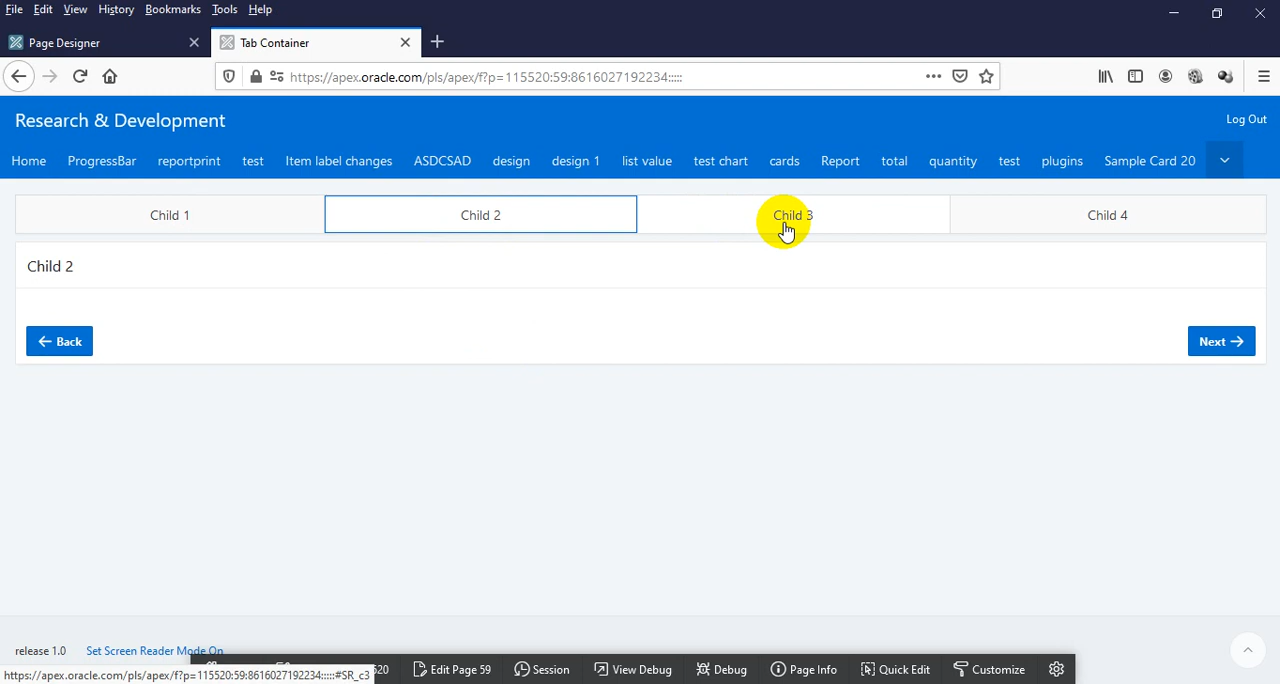 File Edit View History Bookmarks Tools Help
Page Designer
Tab Container
https://apex.oracle.com/pls/apex/f?p=115520:59:8616027192234:::::
Research & Development
Log Out
Home ProgressBar reportprint test Item label changes ASDCSAD design design 1 list value test chart cards Report total quantity test plugins Sample Card 20
Child 1 Child 2 Child 3 Child 4
Child 2
Back
Next
release 1.0 Set Screen Reader Mode On
520 Edit Page 59 Session View Debug Debug Page Info Quick Edit Customize
https://apex.oracle.com/pls/apex/f?p=115520:59:8616027192234:::::#SR_c3